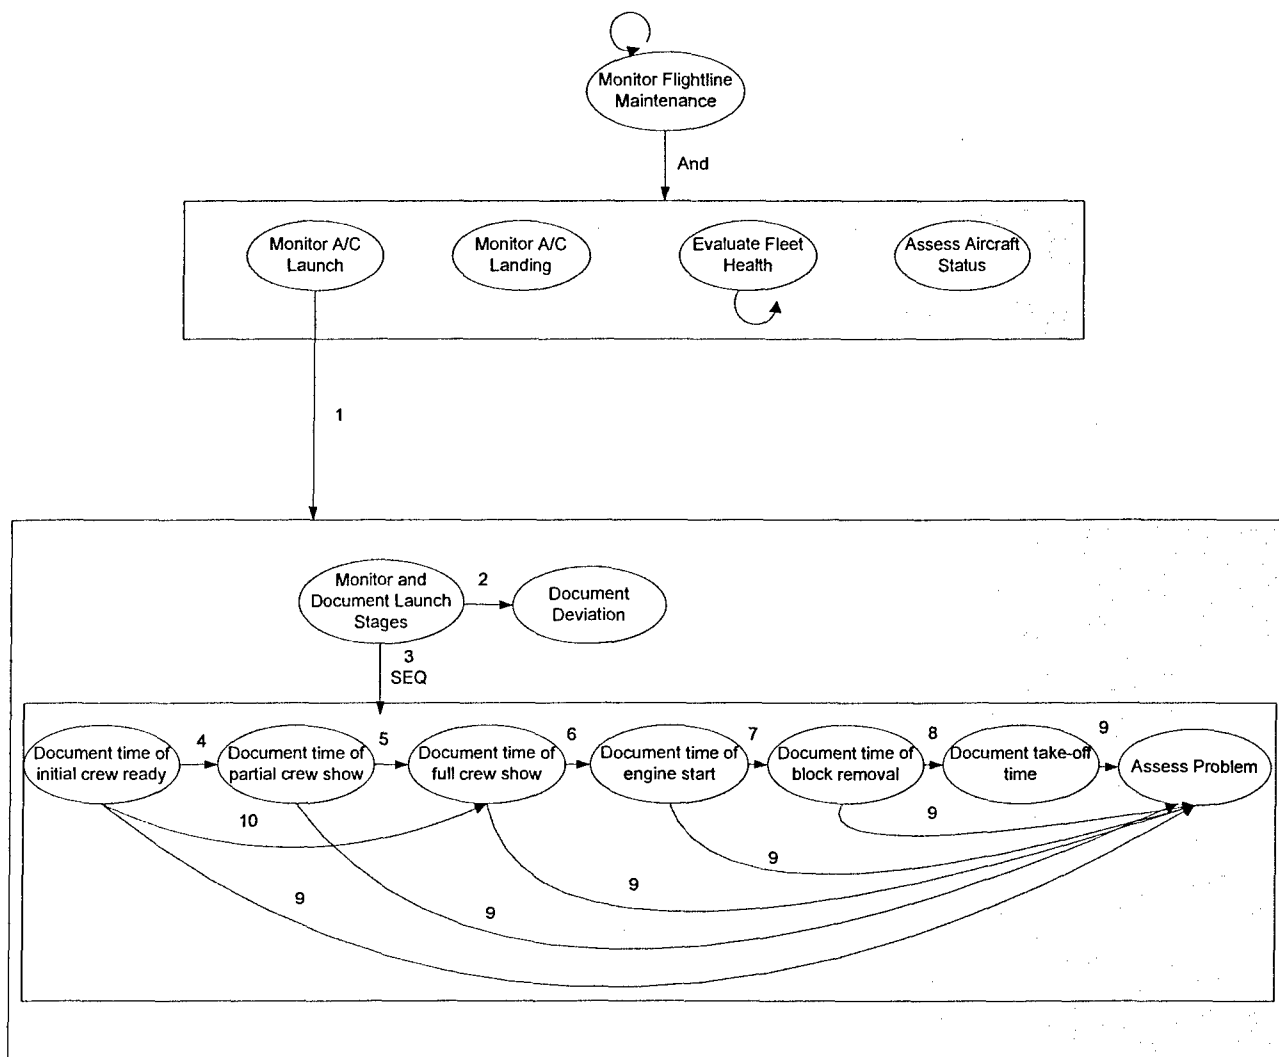 Monitor Flightline
Maintenance
And
Monitor A/C
Launch
Monitor A/C
Landing
Evaluate Fleet
Health
Assess Aircraft
Status
1
Monitor and
Document Launch
Stages
2
Document
Deviation
3
SEQ
Document time of
initial crew ready
4
Document time of
partial crew show
5
Document time of
full crew show
6
Document time of
engine start
7
Document time of
block removal
8
Document take-off
time
9
Assess Problem
10
9
9
9
9
9